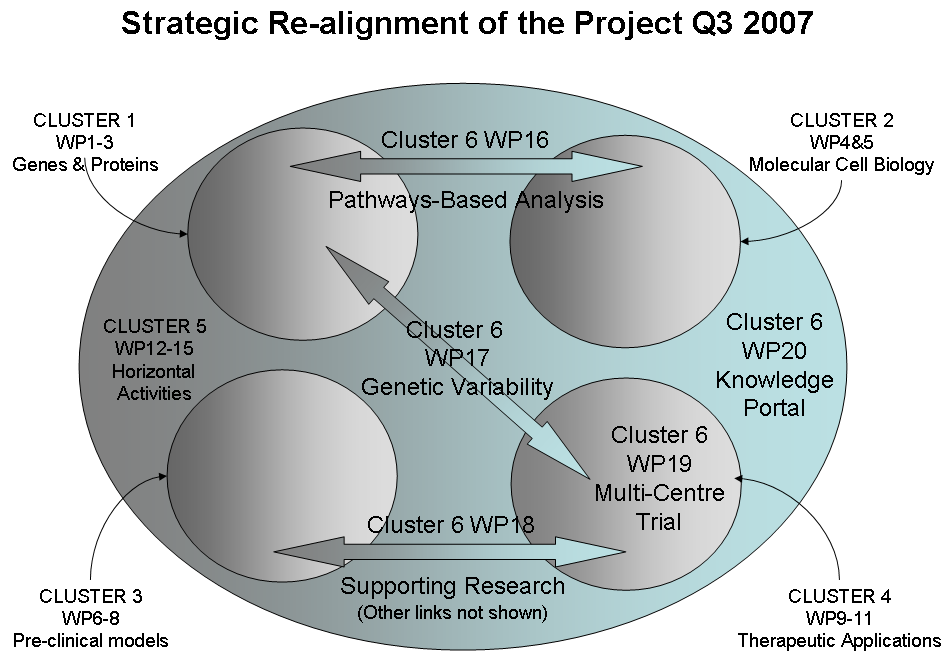 Strategic Re-alignment of the Project Q3 2007
CLUSTER 1
WP1-3
Genes & Proteins
Cluster 6 WP16
Pathways-Based Analysis
CLUSTER 2
WP4&5
Molecular Cell Biology
CLUSTER 5
WP12-15
Horizontal
Activities
Cluster 6
WP17
Genetic Variability
Cluster 6
WP20
Knowledge
Portal
Cluster 6
WP19
Multi-Centre
Trial
Cluster 6 WP18
Supporting Research
(Other links not shown)
CLUSTER 3
WP6-8
Pre-clinical models
CLUSTER 4
WP9-11
Therapeutic Applications